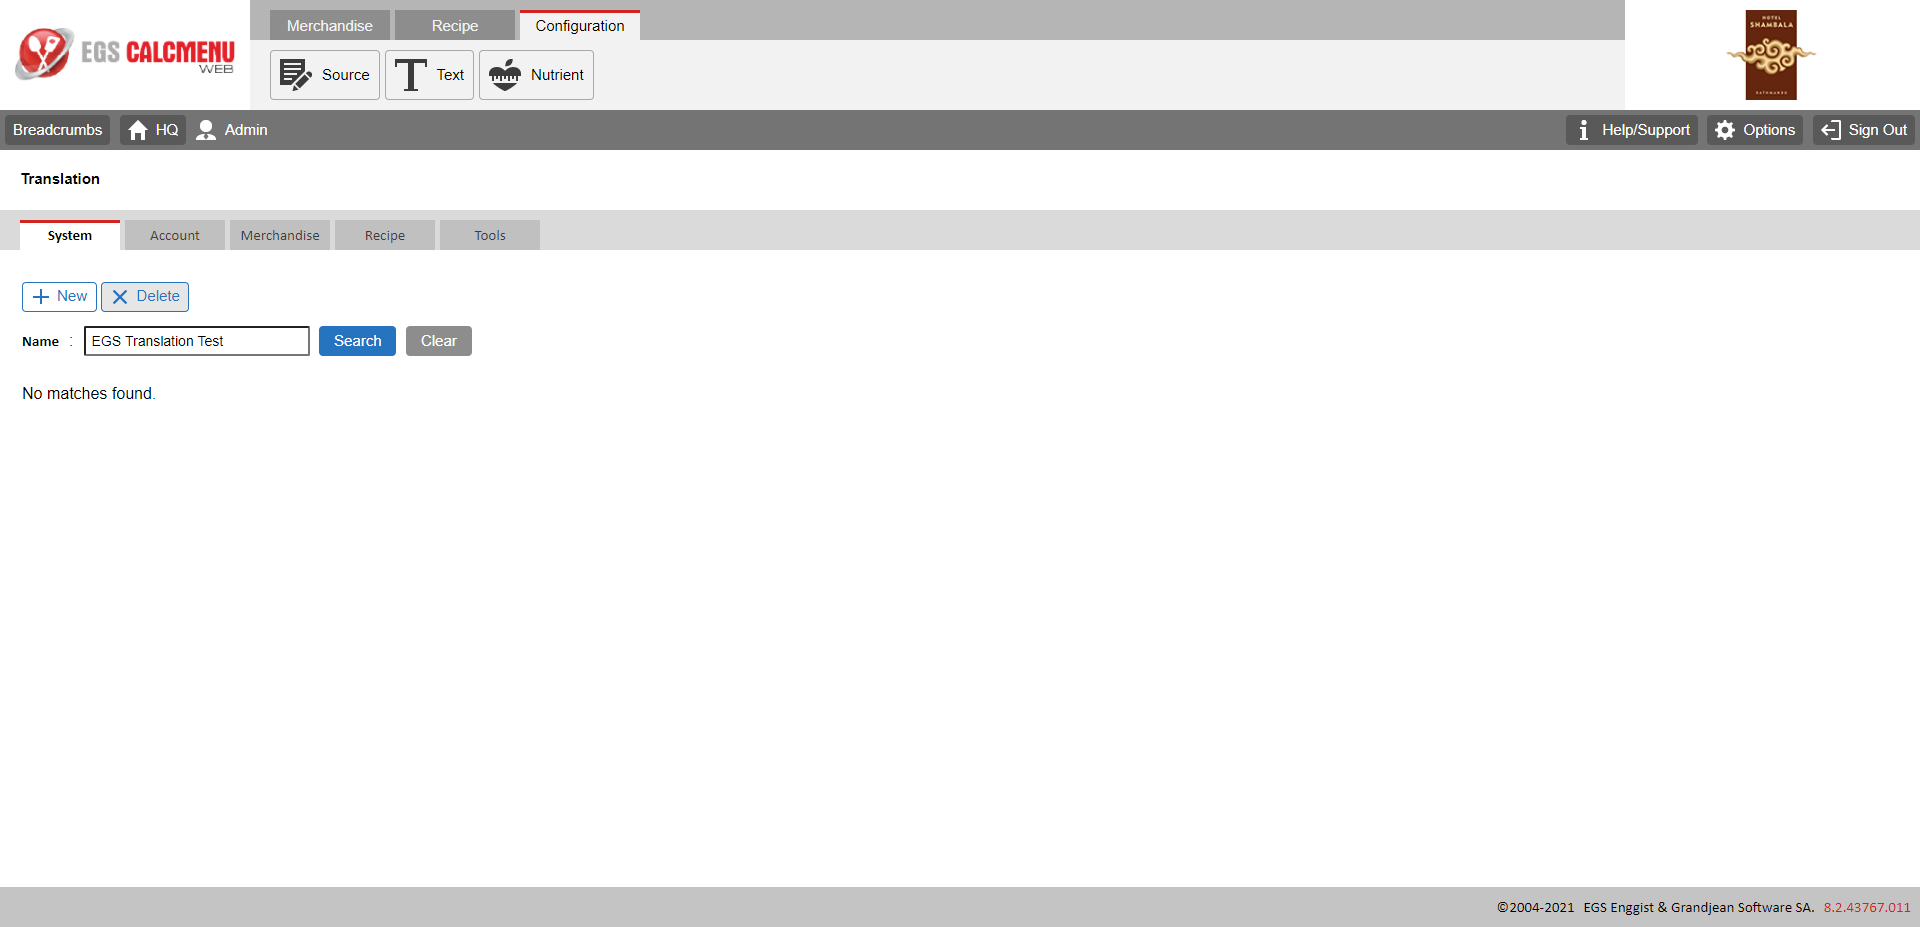 EGS CALCMENU
WEB
Merchandise
Recipe
Configuration
Source
Text
Nutrient
HOTEL
SHAMBALA
KATHMANDU
Breadcrumbs
HQ
Admin
Help/Support
Options
Sign Out
Translation
System
Account
Merchandise
Recipe
Tools
New
Delete
Name :
EGS Translation Test
Search
Clear
No matches found.
©2004-2021 EGS Enggist & Grandjean Software SA. 8.2.43767.011